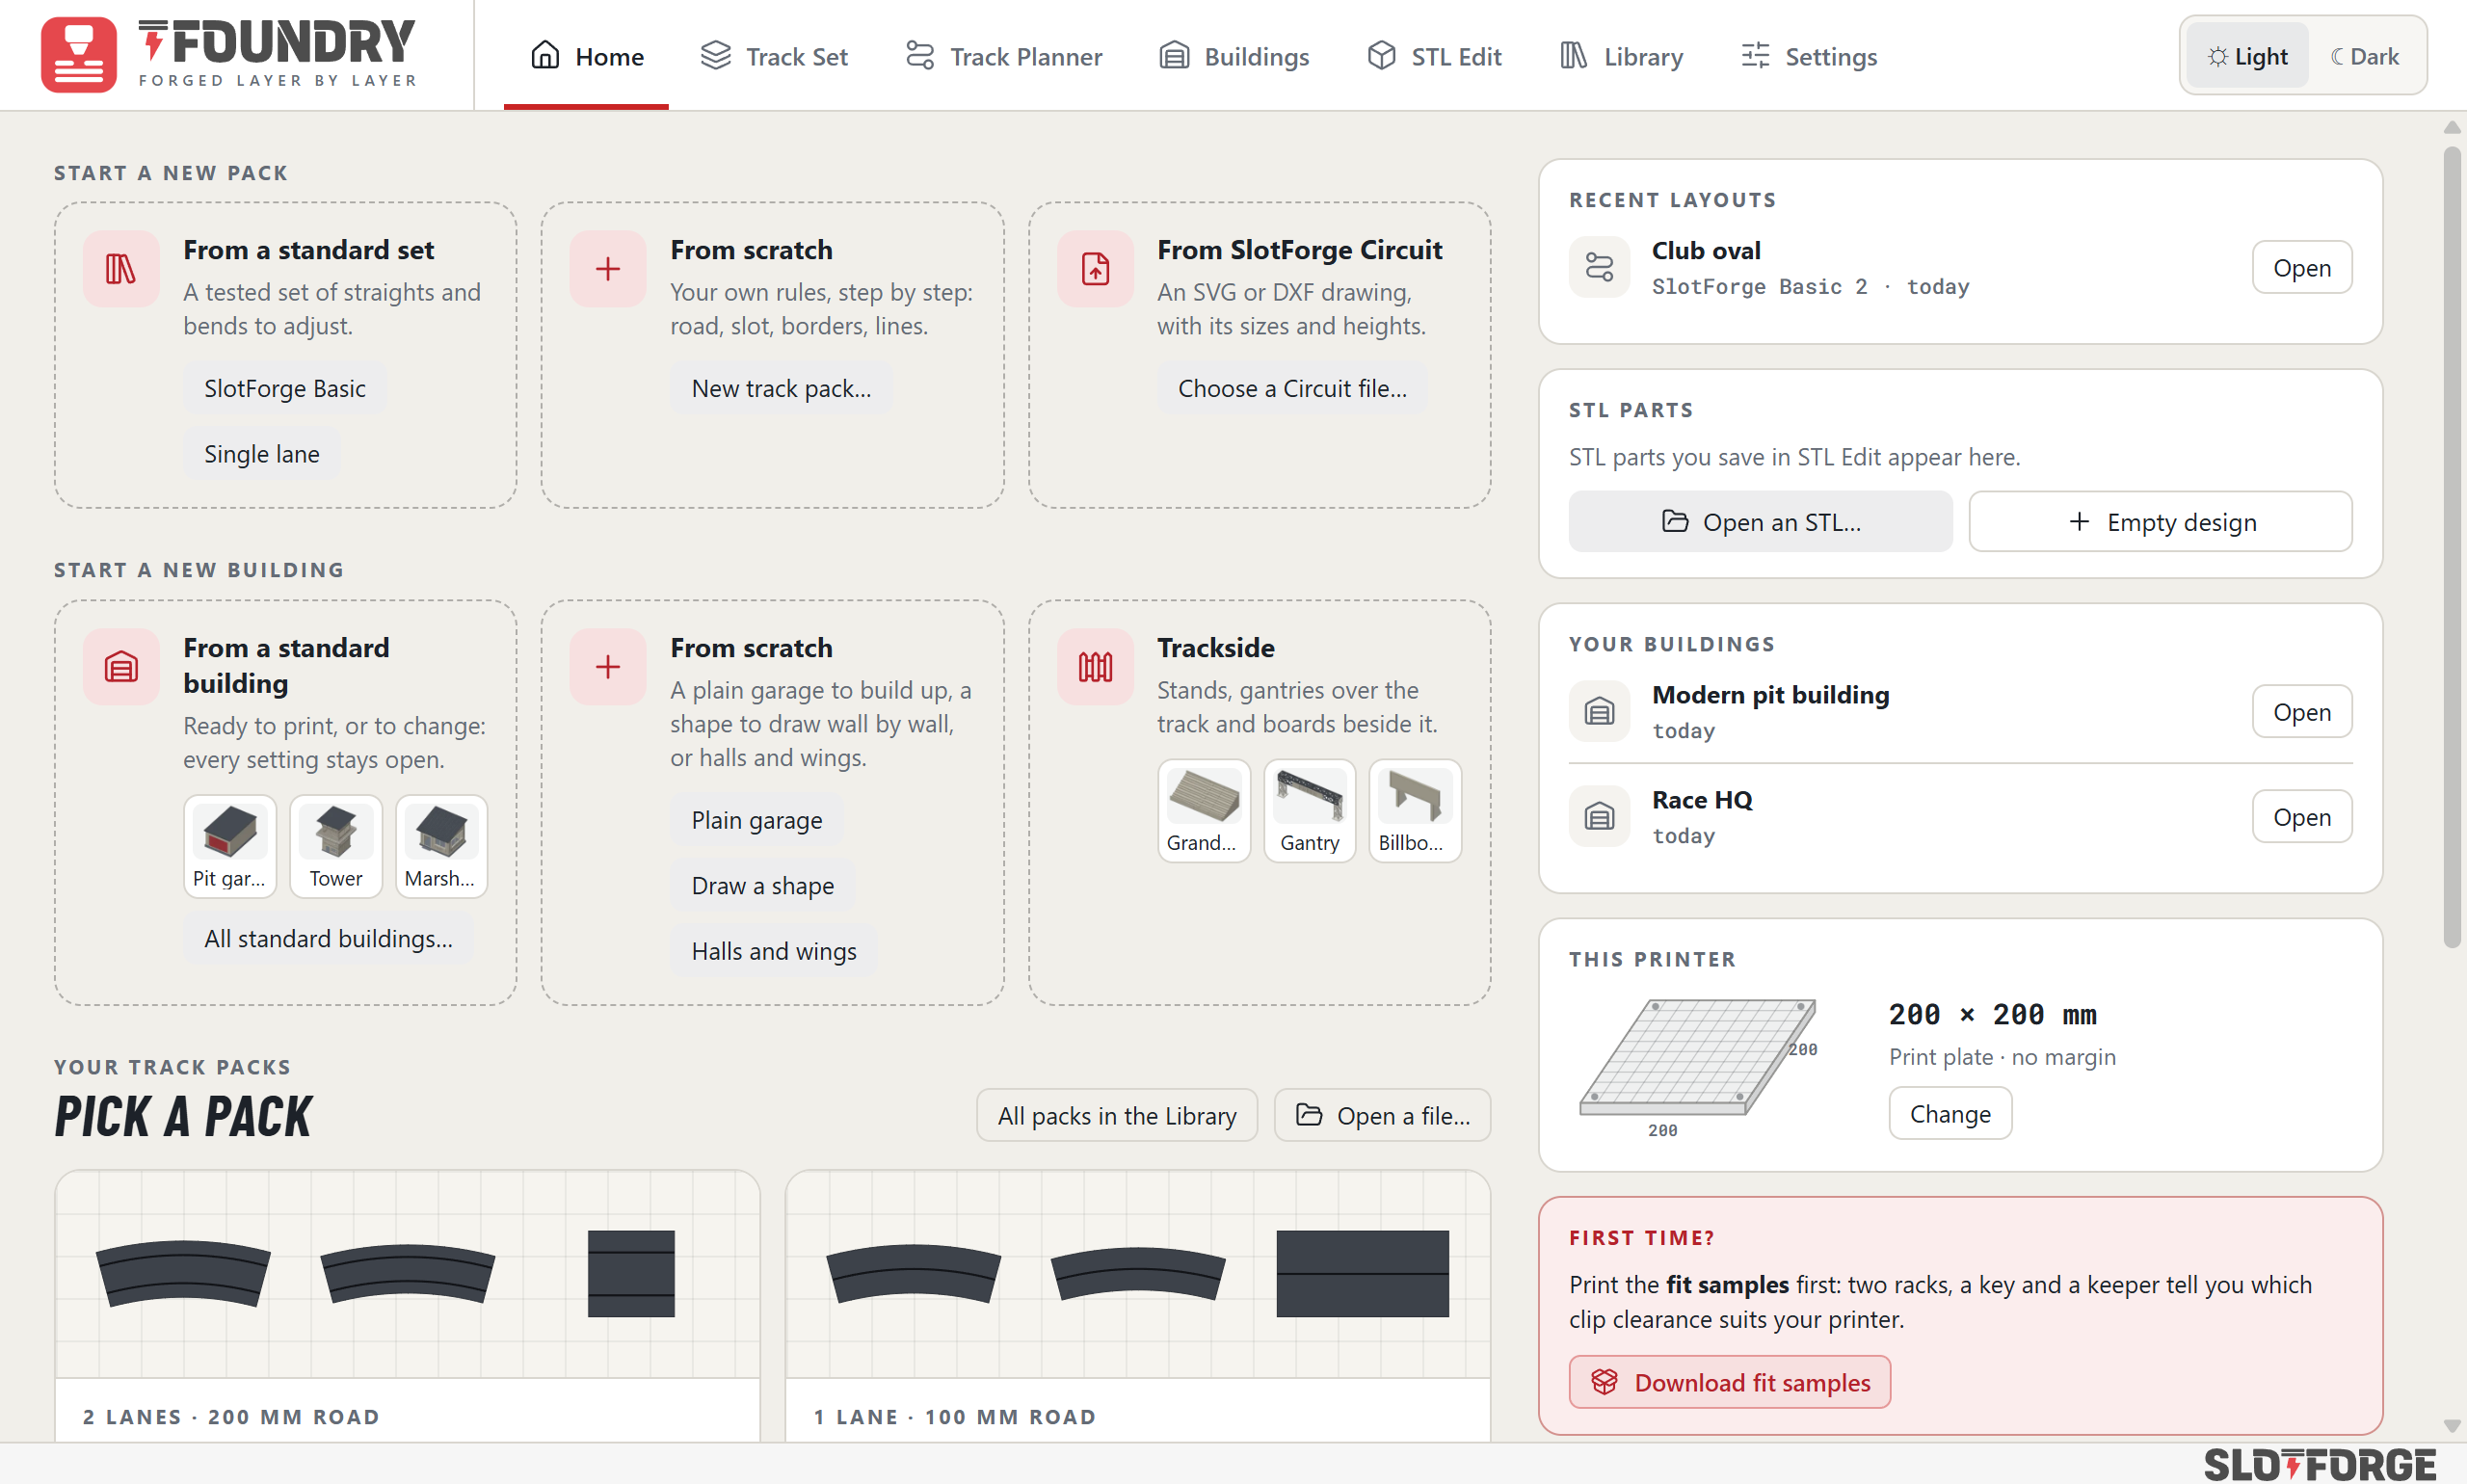 FOUNDRY
FORGED LAYER BY LAYER
Home
Track Set
Track Planner
Buildings
STL Edit
Library
Settings
Light
Dark
START A NEW PACK
From a standard set
A tested set of straights and
bends to adjust.
SlotForge Basic
Single lane
From scratch
Your own rules, step by step:
road, slot, borders, lines.
New track pack...
From SlotForge Circuit
An SVG or DXF drawing,
with its sizes and heights.
Choose a Circuit file...
START A NEW BUILDING
From a standard
building
Ready to print, or to change:
every setting stays open.
Pit gar...
Tower
Marsh...
All standard buildings...
From scratch
A plain garage to build up, a
shape to draw wall by wall,
or halls and wings.
Plain garage
Draw a shape
Halls and wings
Trackside
Stands, gantries over the
track and boards beside it.
Grand...
Gantry
Billbo...
YOUR TRACK PACKS
PICK A PACK
All packs in the Library
Open a file...
2 LANES · 200 MM ROAD
1 LANE · 100 MM ROAD
RECENT LAYOUTS
Club oval
SlotForge Basic 2 · today
Open
STL PARTS
STL parts you save in STL Edit appear here.
Open an STL...
Empty design
YOUR BUILDINGS
Modern pit building
today
Open
Race HQ
today
Open
THIS PRINTER
200
200
200 × 200 mm
Print plate · no margin
Change
FIRST TIME?
Print the fit samples first: two racks, a key and a keeper tell you which
clip clearance suits your printer.
Download fit samples
SLOTFORGE